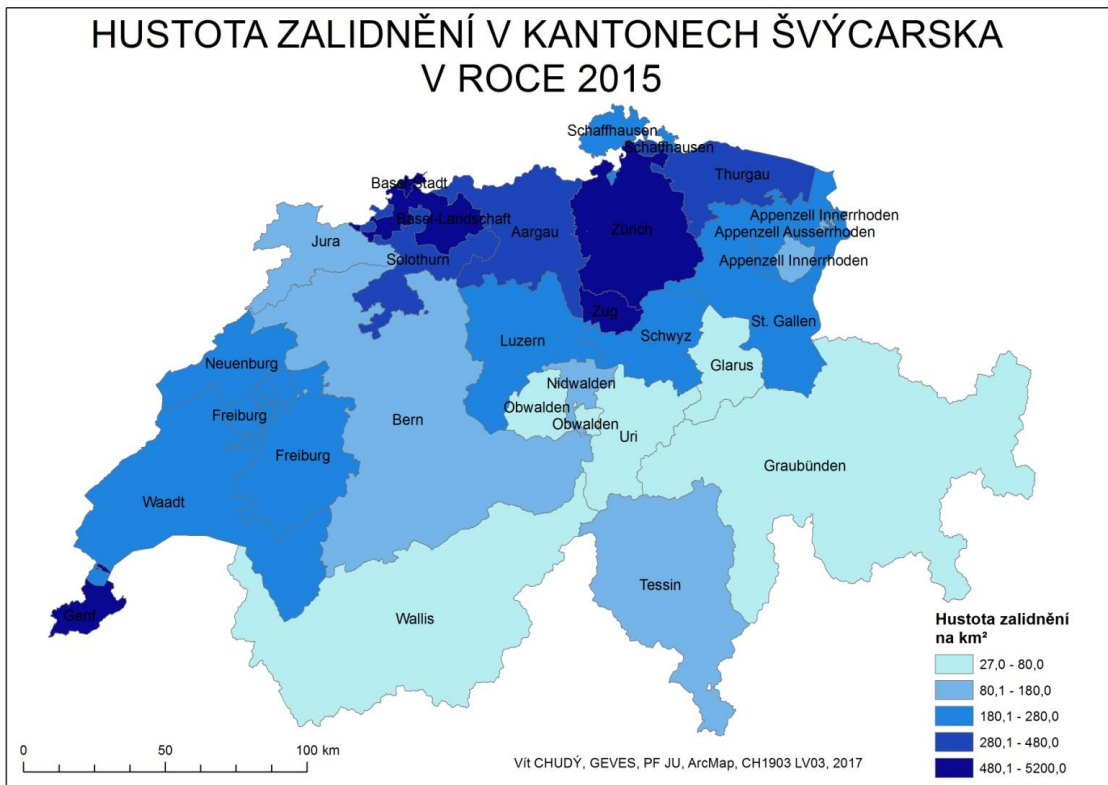 HUSTOTA ZALIDNĚNÍ V KANTONECH ŠVÝCARSKA
V ROCE 2015
Schaffhausen
Schaffhausen
Thurgau
Basel-Stadt
Basel-Landschaft
Aargau
Zürich
Appenzell Innerrhoden
Appenzell Ausserrhoden
Appenzell Innerrhoden
Jura
Solothurn
Zug
St. Gallen
Schwyz
Luzern
Glarus
Neuenburg
Nidwalden
Obwalden
Obwalden
Uri
Freiburg
Bern
Freiburg
Graubünden
Waadt
Tessin
Genf
Wallis
Hustota zalidnění
na km²
27,0 - 80,0
80,1 - 180,0
180,1 - 280,0
280,1 - 480,0
480,1 - 5200,0
0 50 100 km
Vít CHUDÝ, GEVES, PF JU, ArcMap, CH1903 LV03, 2017